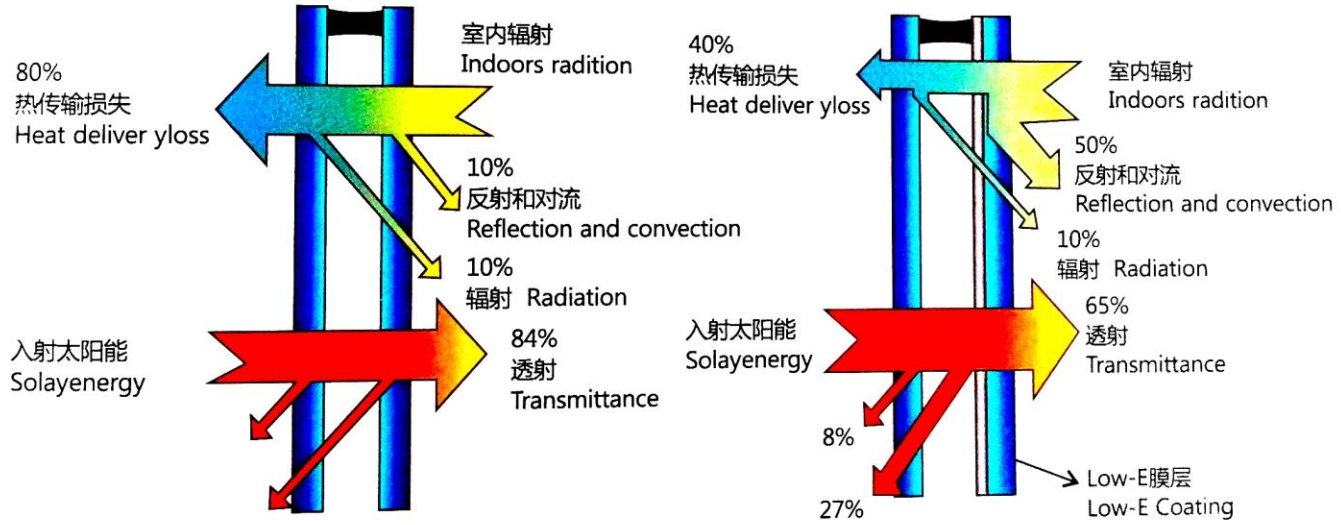 80%
热传输损失
Heat deliver yloss
室内辐射
Indoors radition
10%
反射和对流
Reflection and convection
10%
辐射 Radiation
入射太阳能
Solayenergy
84%
透射
Transmittance
40%
热传输损失
Heat deliver yloss
室内辐射
Indoors radition
50%
反射和对流
Reflection and convection
10%
辐射 Radiation
入射太阳能
Solayenergy
65%
透射
Transmittance
8%
27%
Low-E膜层
Low-E Coating